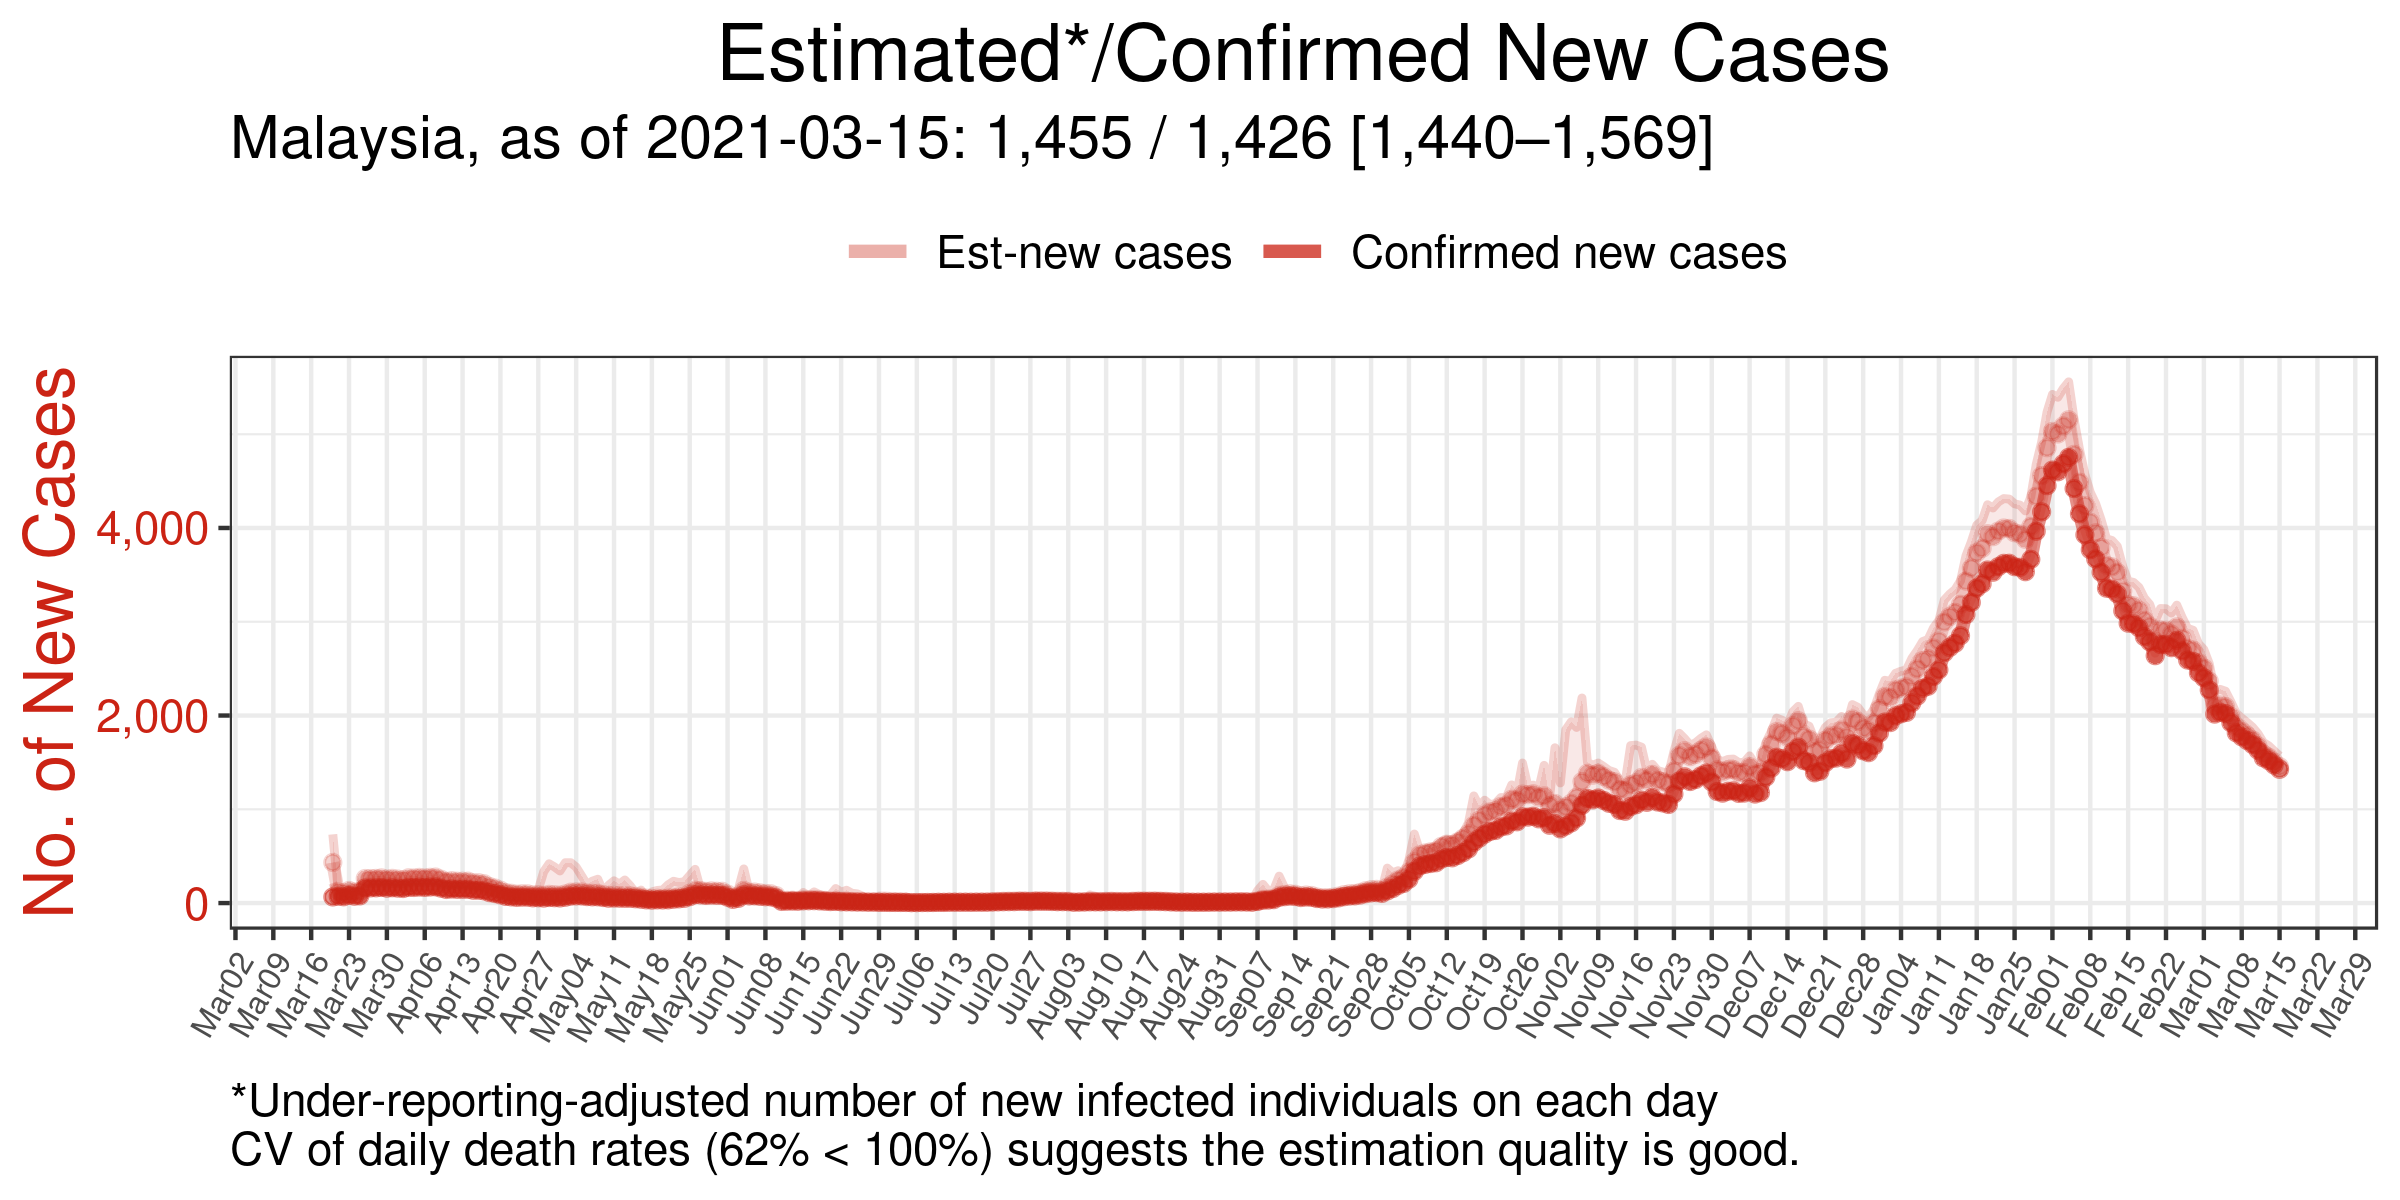 Estimated*/Confirmed New Cases
Malaysia, as of 2021-03-15: 1,455 / 1,426 [1,440–1,569]
Est-new cases Confirmed new cases
No. of New Cases
4,000
2,000
0
Mar02 Mar09 Mar16 Mar23 Mar30 Apr06 Apr13 Apr20 Apr27 May04 May11 May18 May25 Jun01 Jun08 Jun15 Jun22 Jun29 Jul06 Jul13 Jul20 Jul27 Aug03 Aug10 Aug17 Aug24 Aug31 Sep07 Sep14 Sep21 Sep28 Oct05 Oct12 Oct19 Oct26 Nov02 Nov09 Nov16 Nov23 Nov30 Dec07 Dec14 Dec21 Dec28 Jan04 Jan11 Jan18 Jan25 Feb01 Feb08 Feb15 Feb22 Mar01 Mar08 Mar15 Mar22 Mar29
*Under-reporting-adjusted number of new infected individuals on each day
CV of daily death rates (62% < 100%) suggests the estimation quality is good.